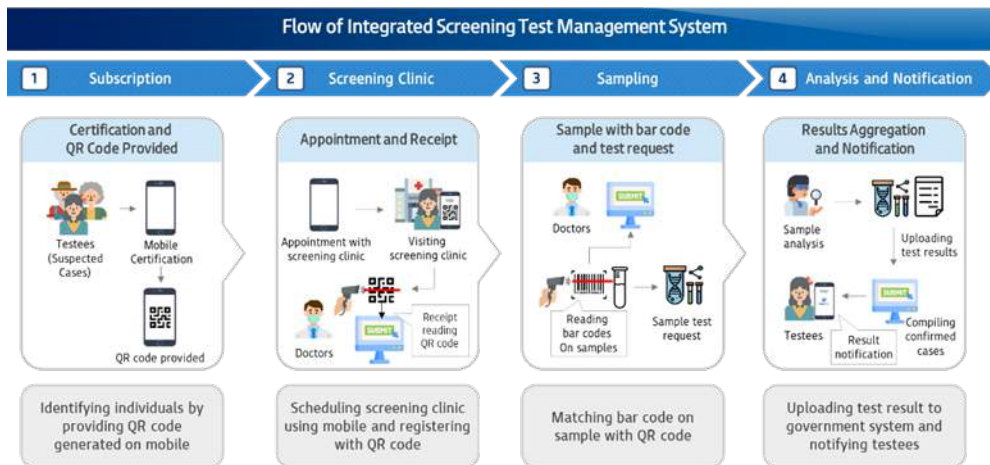 Flow of Integrated Screening Test Management System
1 Subscription
2 Screening Clinic
3 Sampling
4 Analysis and Notification
Certification and
QR Code Provided
Testees
(Suspected
Cases)
Mobile
Certification
QR code provided
Identifying individuals by
providing QR code
generated on mobile
Appointment and Receipt
Appointment with
screening clinic
Visiting
screening clinic
Doctors
SUBMIT
Receipt
reading
QR code
Scheduling screening clinic
using mobile and registering
with QR code
Sample with bar code
and test request
Doctors
SUBMIT
Reading
bar codes
On samples
Sample test
request
Matching bar code on
sample with QR code
Results Aggregation
and Notification
Sample
analysis
Uploading
test results
SUBMIT
Testees
Result
notification
Compiling
confirmed
cases
Uploading test result to
government system and
notifying testees